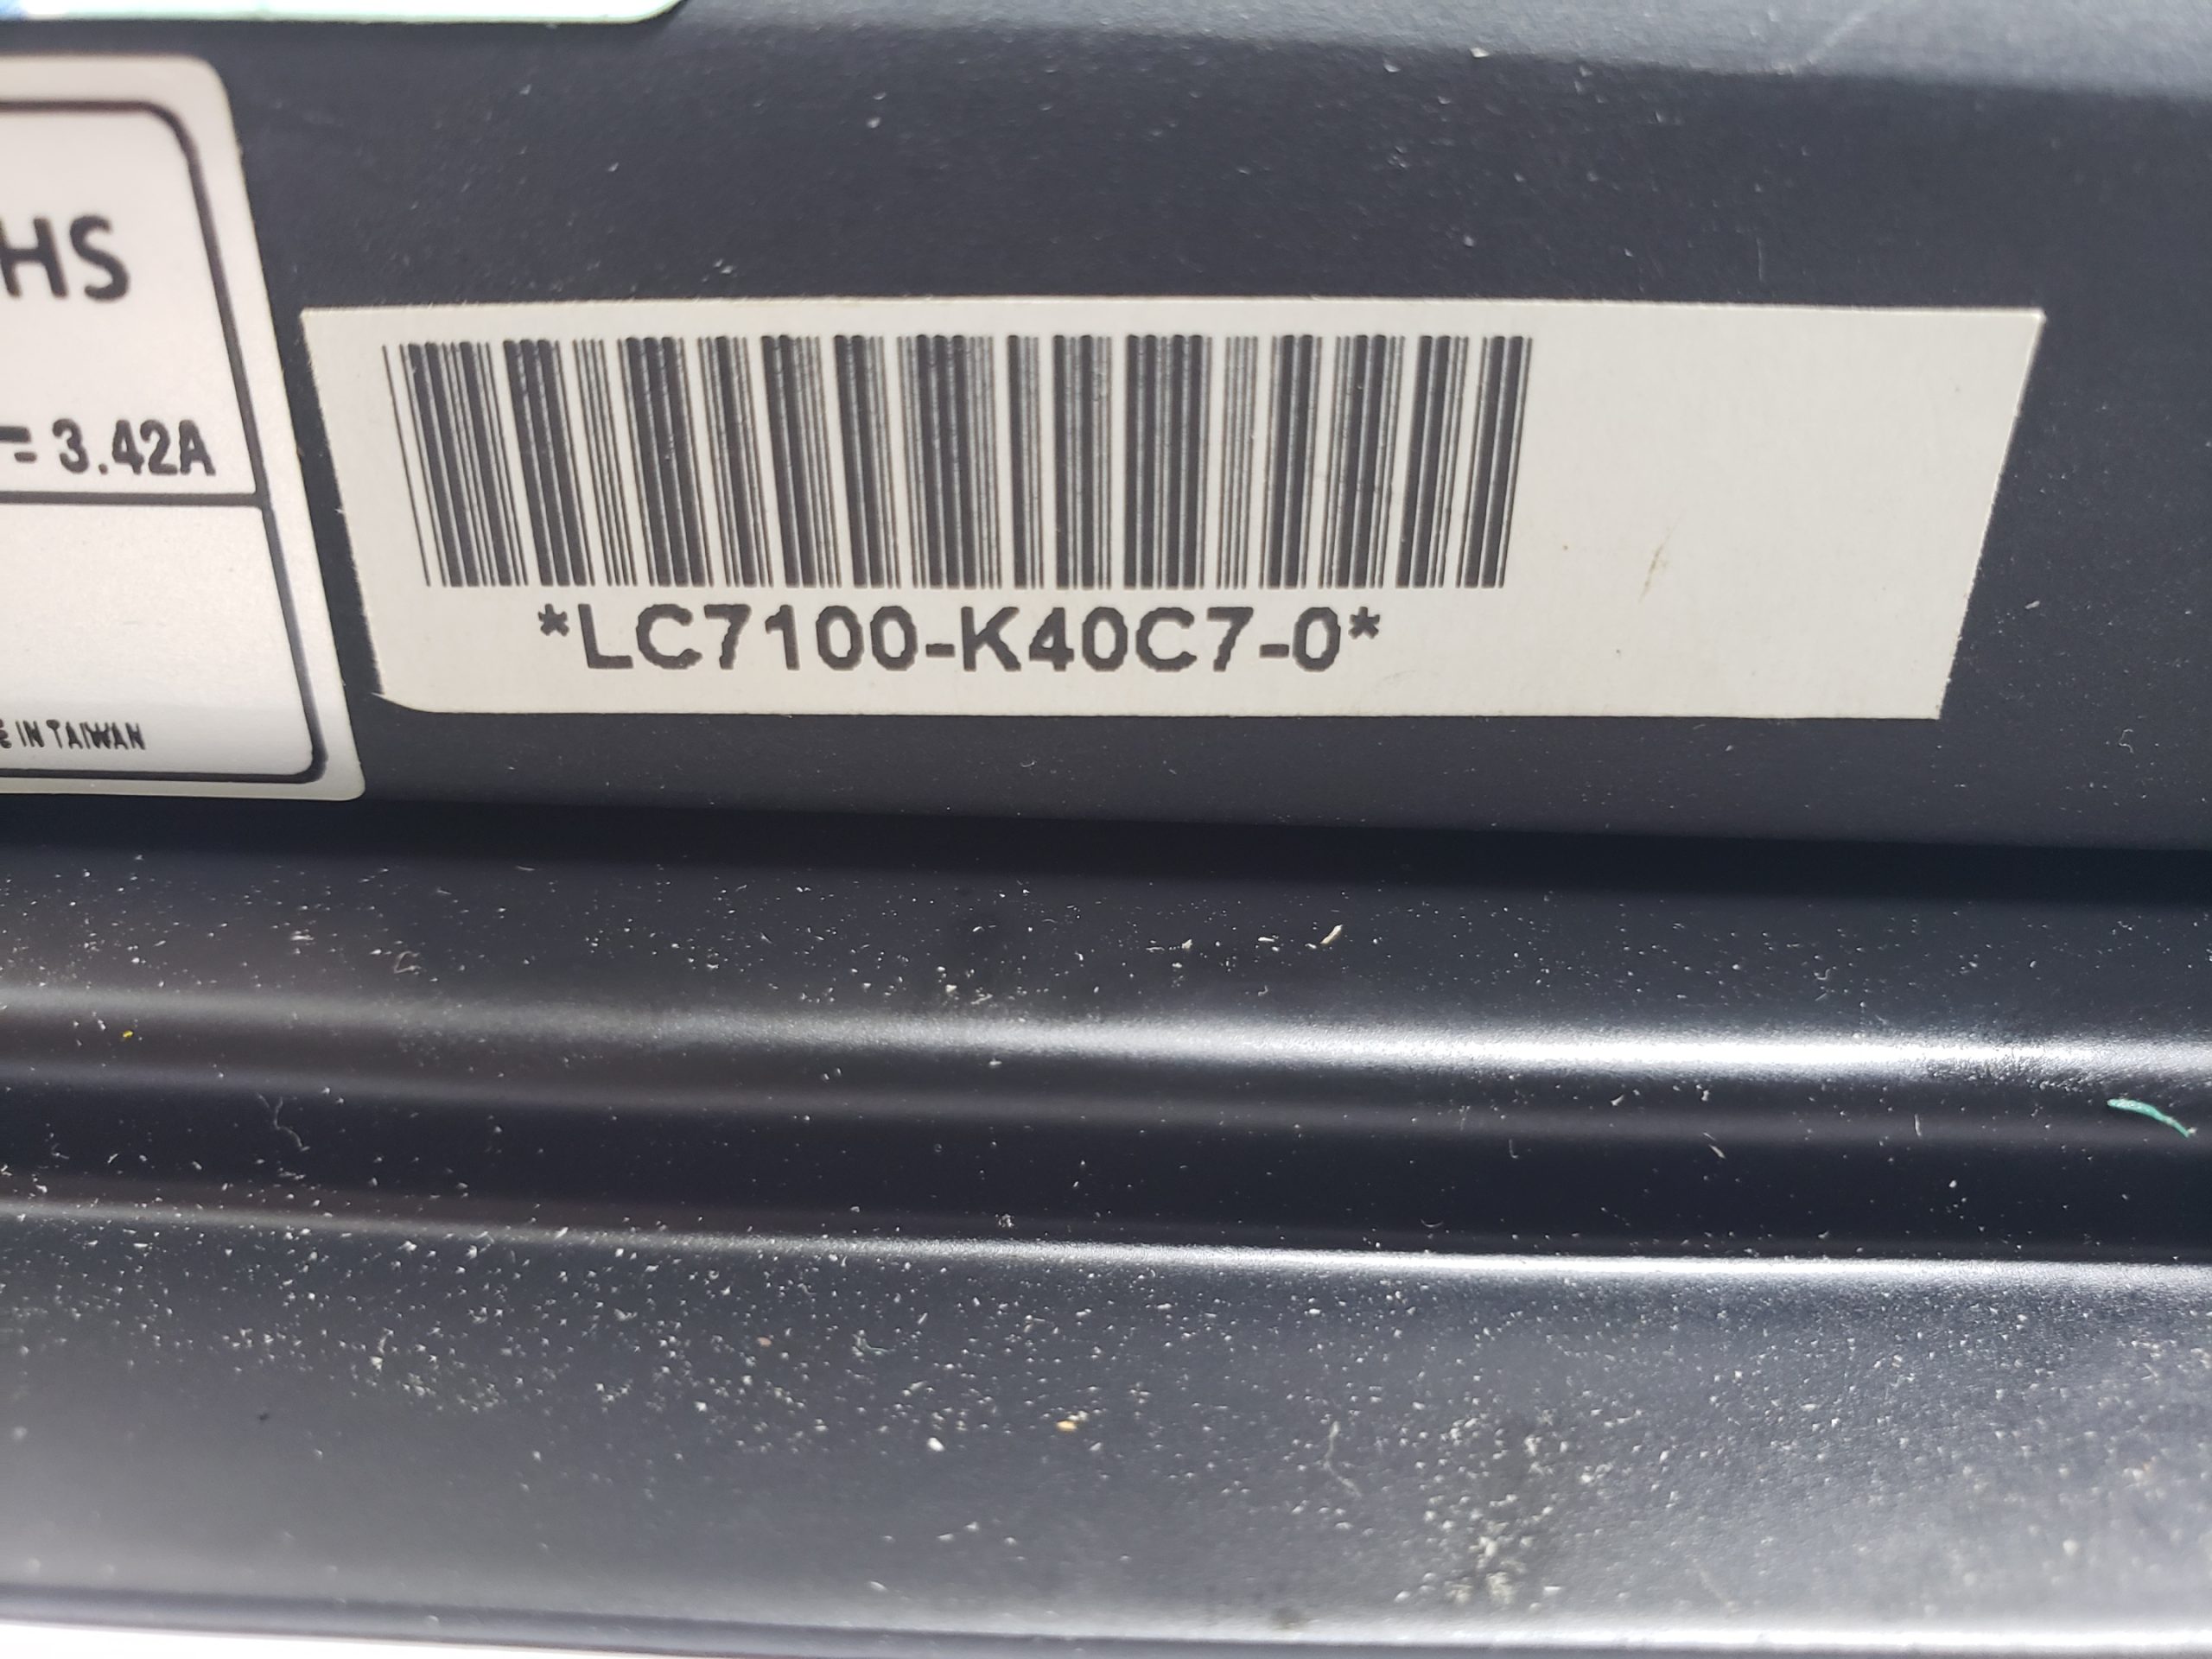 HS
= 3.42A
*LC7100-K40C7-0*
E IN TAIWAN